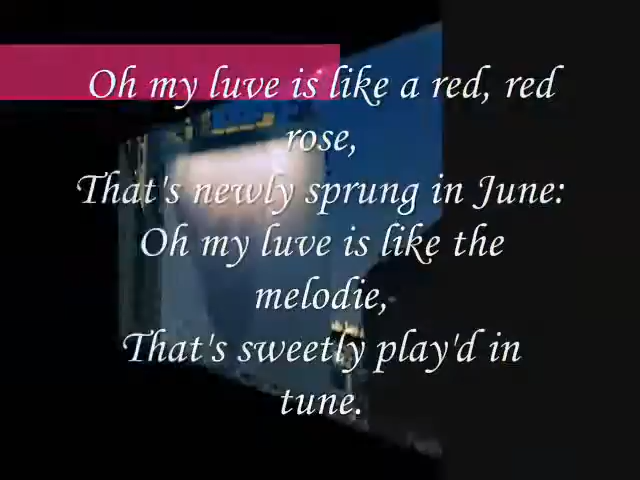 Oh my luve is like a red, red
rose,
That's newly sprung in June:
Oh my luve is like the
melodie,
That's sweetly play'd in
tune.